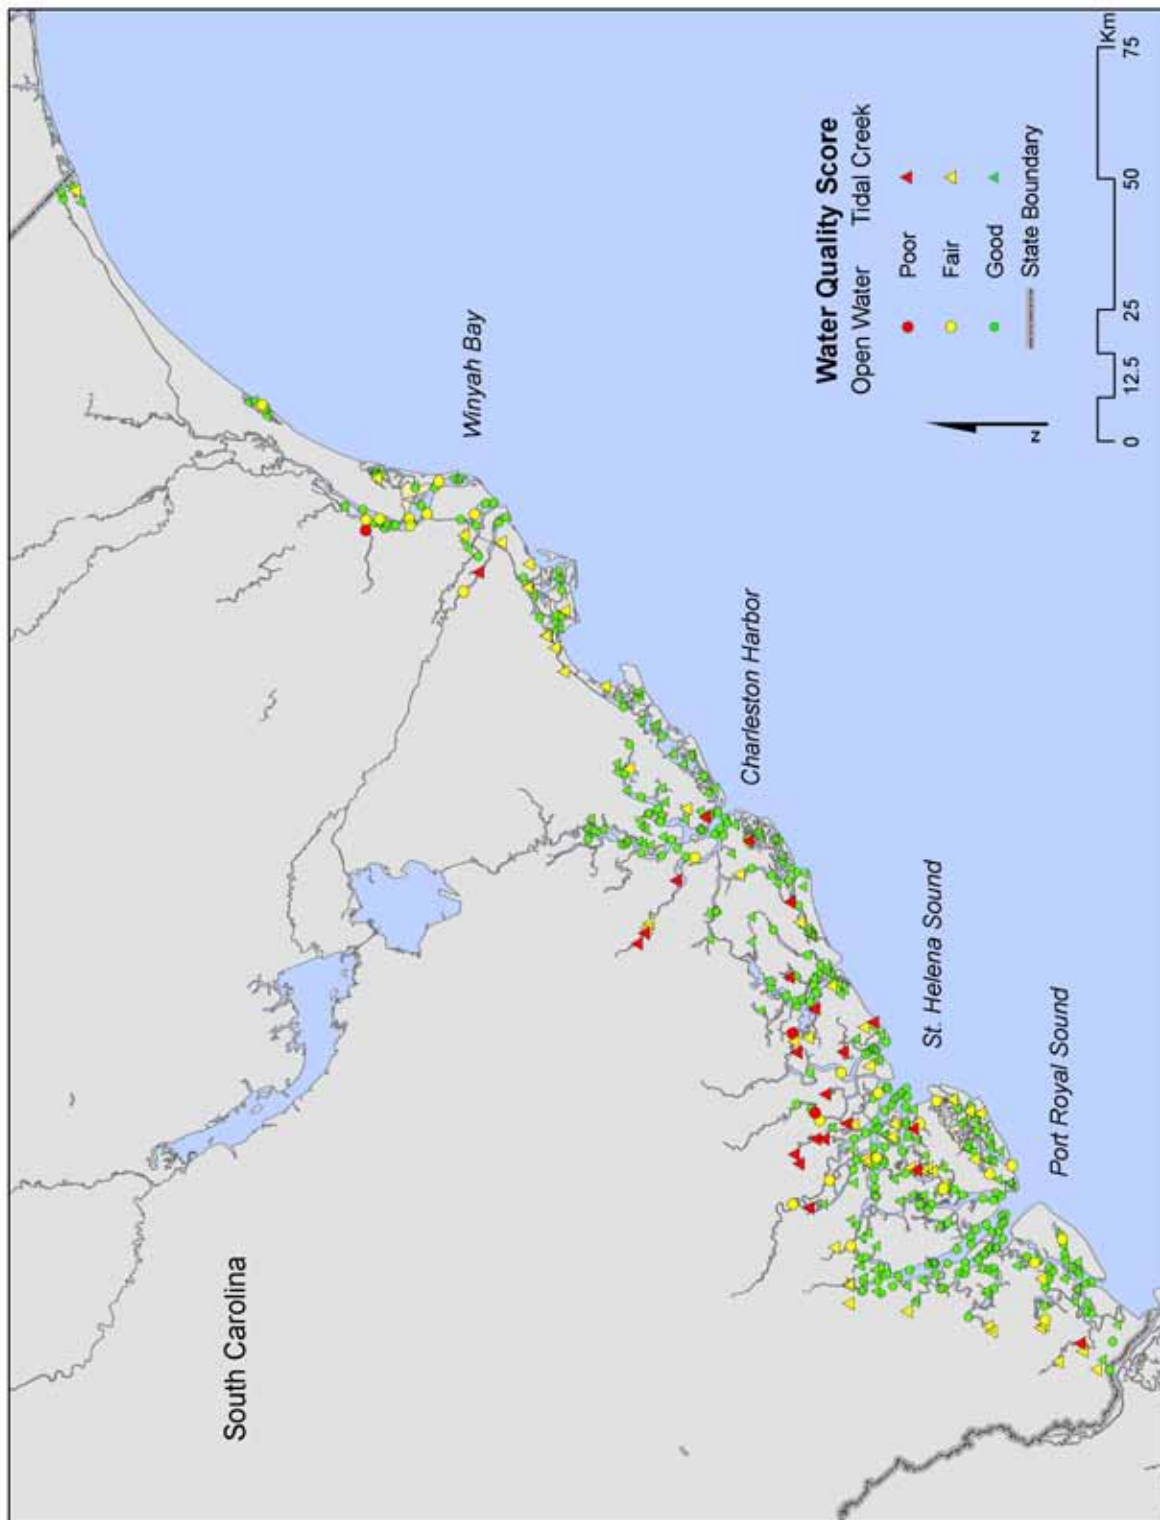 South Carolina
Winyah Bay
Charleston Harbor
St. Helena Sound
Port Royal Sound
Water Quality Score
Open Water Tidal Creek
Poor
Fair
Good
State Boundary
N
0 12.5 25 50 75
Km